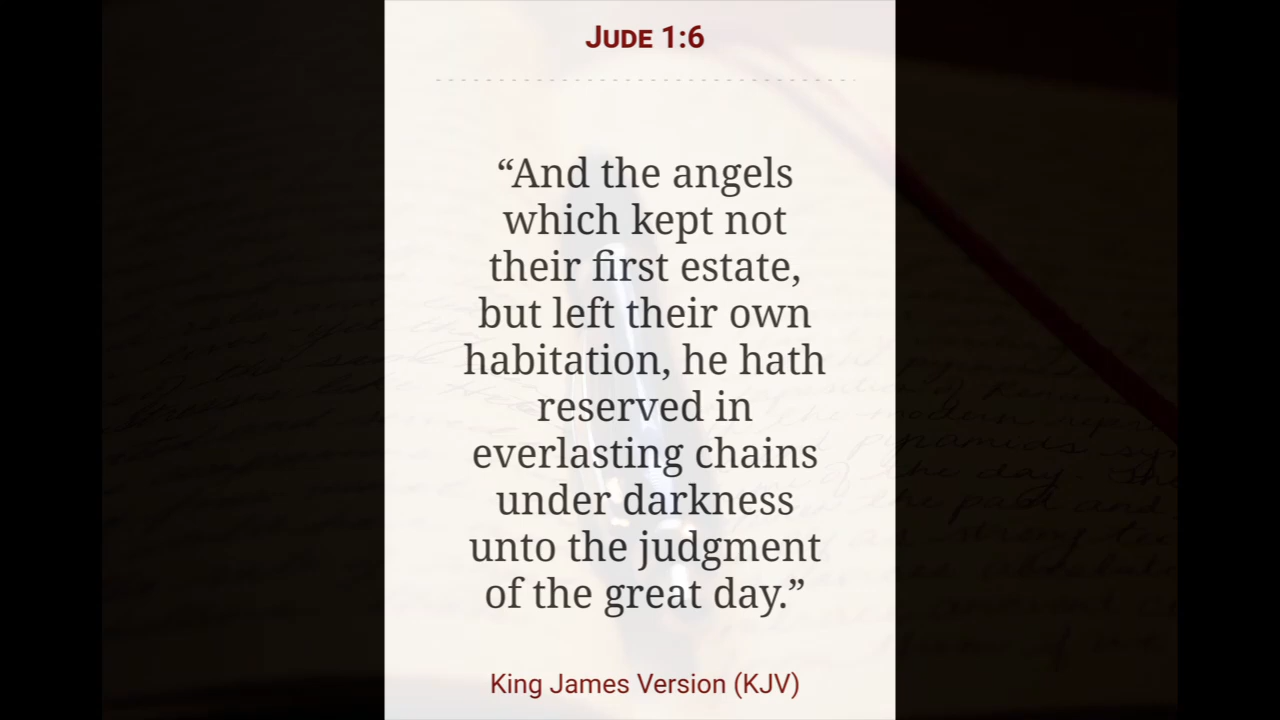 Jude 1:6
“And the angels
which kept not
their first estate,
but left their own
habitation, he hath
reserved in
everlasting chains
under darkness
unto the judgment
of the great day.”
King James Version (KJV)